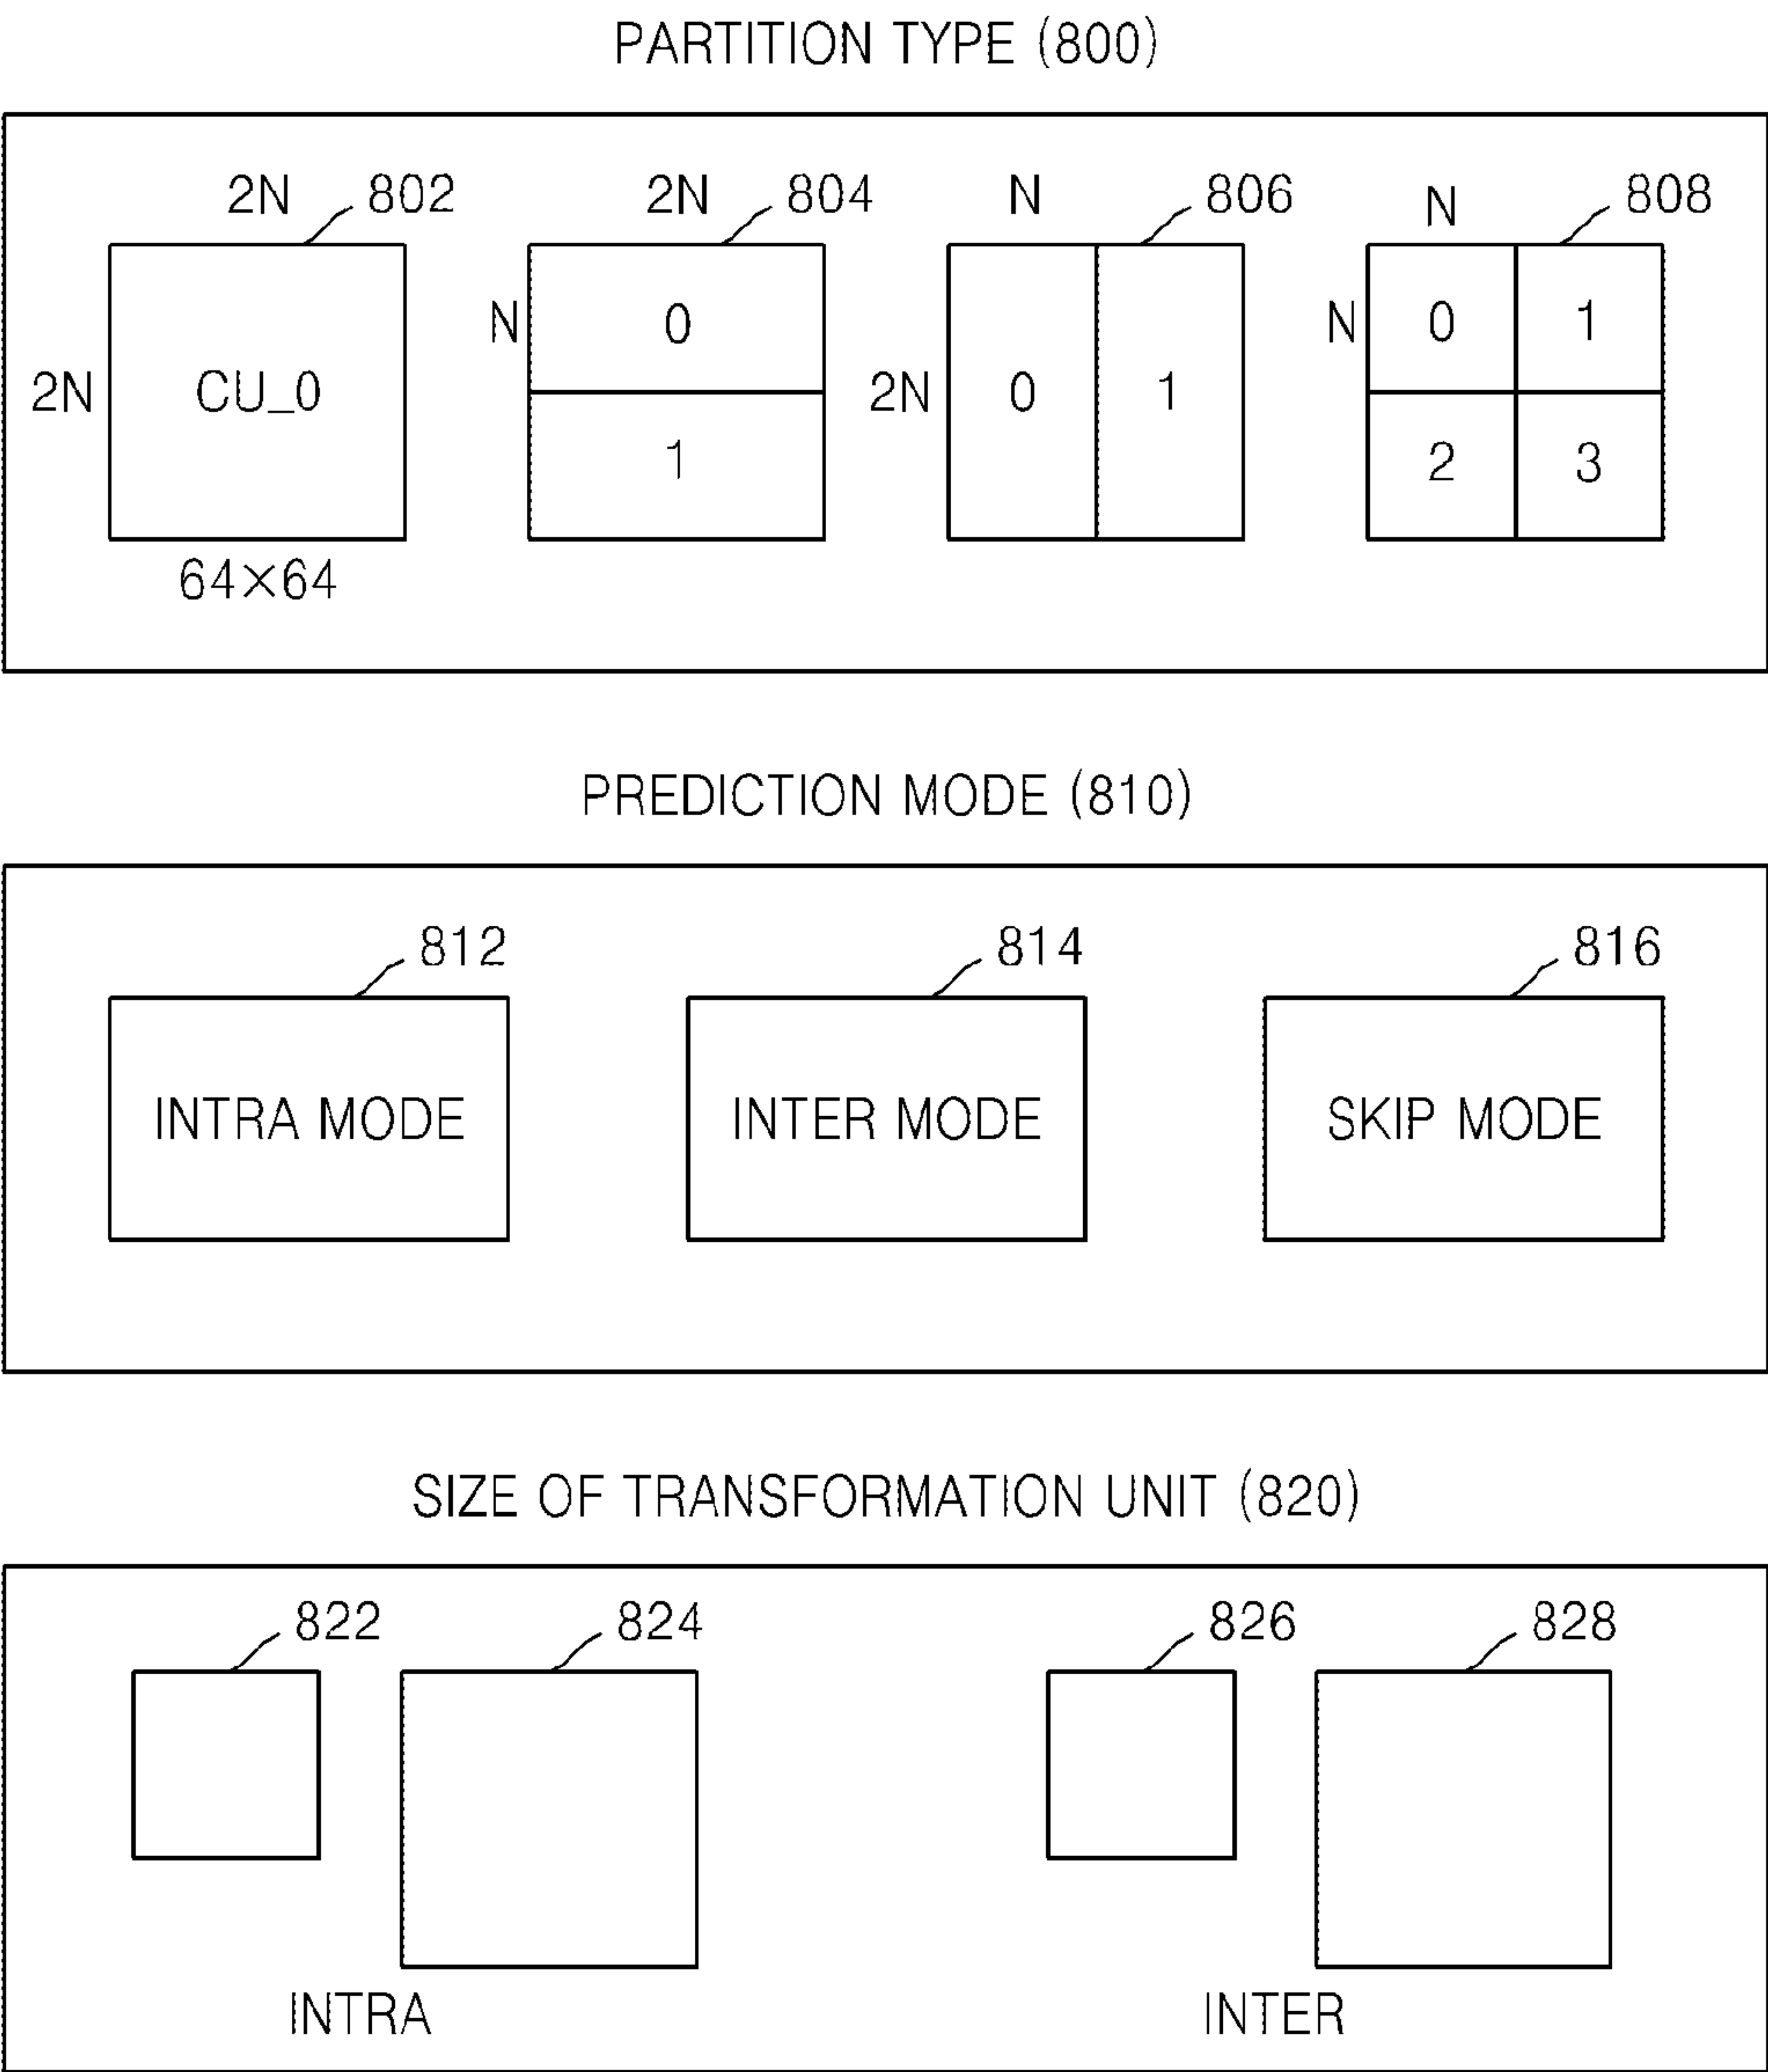 PARTITION TYPE (800)
2N 802 2N 804 N 806 N 808
N 0 N 0 1
2N CU_0 2N 0 1
1 2 3
64×64
PREDICTION MODE (810)
812 814 816
INTRA MODE INTER MODE SKIP MODE
SIZE OF TRANSFORMATION UNIT (820)
822 824 826 828
INTRA INTER